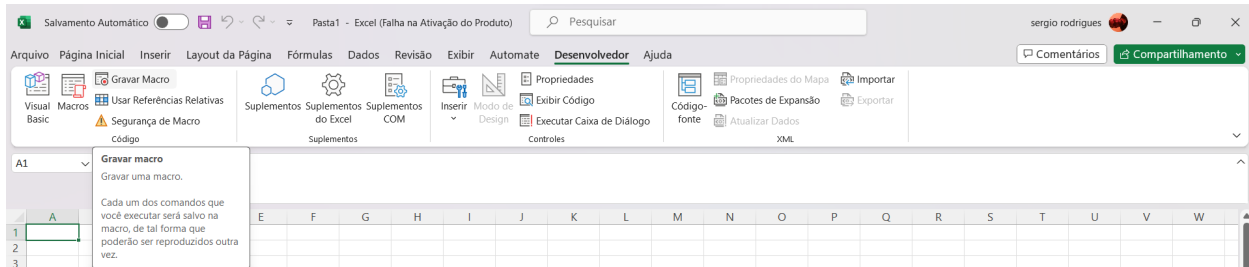 Salvamento Automático Pasta1 - Excel (Falha na Ativação do Produto) Pesquisar sergio rodrigues
Arquivo Página Inicial Inserir Layout da Página Fórmulas Dados Revisão Exibir Automate Desenvolvedor Ajuda Comentários Compartilhamento
Visual Basic
Macros
Gravar Macro
Usar Referências Relativas
Segurança de Macro
Código
Suplementos
Suplementos do Excel
Suplementos COM
Suplementos
Inserir
Modo de Design
Propriedades
Exibir Código
Executar Caixa de Diálogo
Controles
Código-fonte
Propriedades do Mapa
Pacotes de Expansão
Atualizar Dados
Importar
Exportar
XML
A1
Gravar macro
Gravar uma macro.
Cada um dos comandos que
você executar será salvo na
macro, de tal forma que
poderão ser reproduzidos outra
vez.
A E F G H I J K L M N O P Q R S T U V W
1
2
3